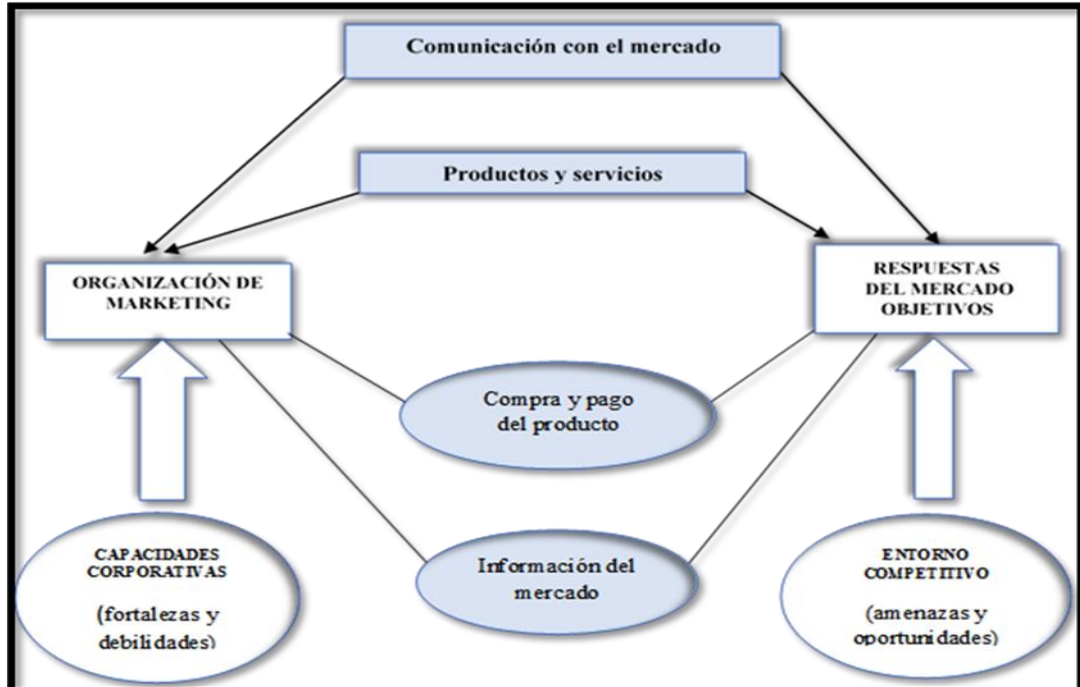 Comunicación con el mercado
Productos y servicios
ORGANIZACIÓN DE
MARKETING
RESPUESTAS
DEL MERCADO
OBJETIVOS
Compra y pago
del producto
Información del
mercado
CAPACIDADES
CORPORATIVAS
(fortalezas y
debilidades)
ENTORNO
COMPETITIVO
(amenazas y
oportunidades)